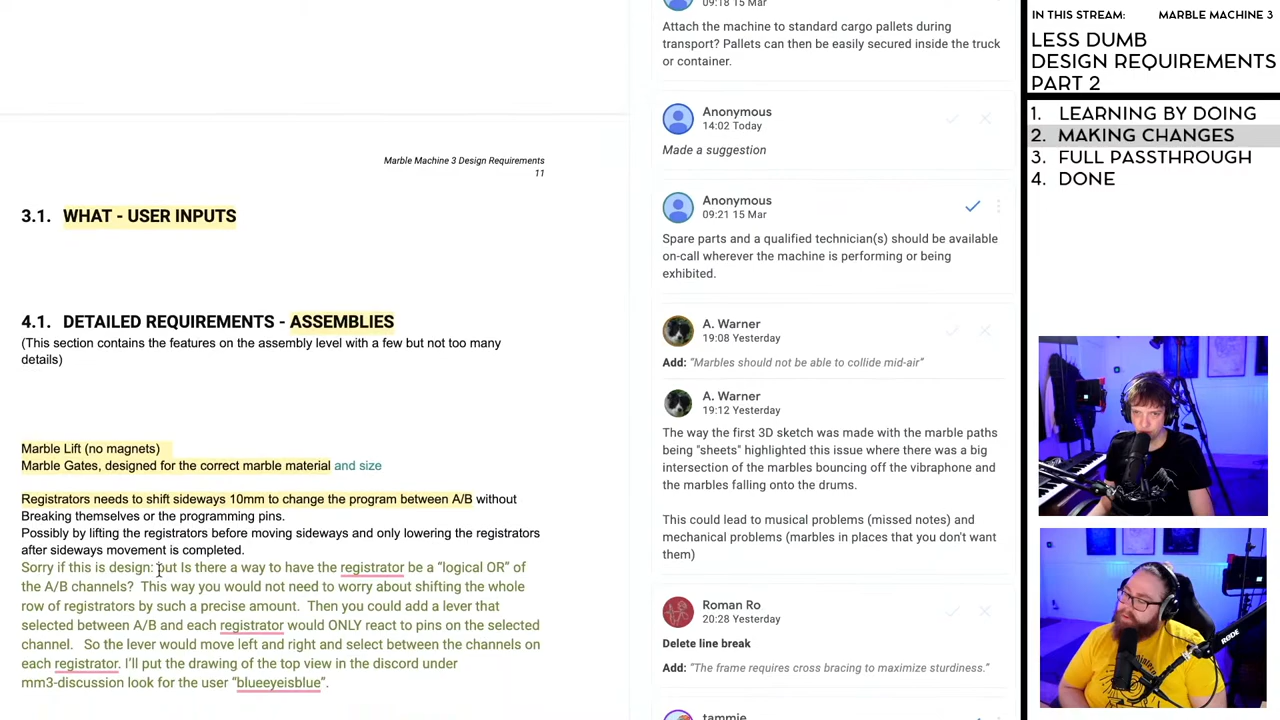 Marble Machine 3 Design Requirements
11
3.1. WHAT - USER INPUTS
4.1. DETAILED REQUIREMENTS - ASSEMBLIES
(This section contains the features on the assembly level with a few but not too many
details)
Marble Lift (no magnets)
Marble Gates, designed for the correct marble material and size
Registrators needs to shift sideways 10mm to change the program between A/B without
Breaking themselves or the programming pins.
Possibly by lifting the registrators before moving sideways and only lowering the registrators
after sideways movement is completed.
Sorry if this is design: but Is there a way to have the registrator be a “logical OR” of
the A/B channels? This way you would not need to worry about shifting the whole
row of registrators by such a precise amount. Then you could add a lever that
selected between A/B and each registrator would ONLY react to pins on the selected
channel. So the lever would move left and right and select between the channels on
each registrator. I’ll put the drawing of the top view in the discord under
mm3-discussion look for the user “blueeyeisblue”.
09:18 15 Mar
Attach the machine to standard cargo pallets during
transport? Pallets can then be easily secured inside the truck
or container.
Anonymous
14:02 Today
Made a suggestion
Anonymous
09:21 15 Mar
Spare parts and a qualified technician(s) should be available
on-call wherever the machine is performing or being
exhibited.
A. Warner
19:08 Yesterday
Add: “Marbles should not be able to collide mid-air”
A. Warner
19:12 Yesterday
The way the first 3D sketch was made with the marble paths
being "sheets" highlighted this issue where there was a big
intersection of the marbles bouncing off the vibraphone and
the marbles falling onto the drums.
This could lead to musical problems (missed notes) and
mechanical problems (marbles in places that you don't want
them)
Roman Ro
20:28 Yesterday
Delete line break
Add: “The frame requires cross bracing to maximize sturdiness.”
tammie
IN THIS STREAM: MARBLE MACHINE 3
LESS DUMB
DESIGN REQUIREMENTS
PART 2
1. LEARNING BY DOING
2. MAKING CHANGES
3. FULL PASSTHROUGH
4. DONE
RØDE